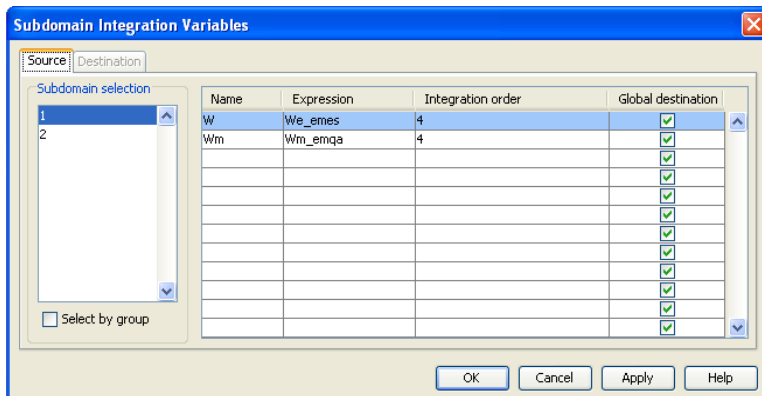 Subdomain Integration Variables
Source Destination
Subdomain selection
1
2
Select by group
Name Expression Integration order Global destination
W We_emes 4
Wm Wm_emqa 4
OK Cancel Apply Help